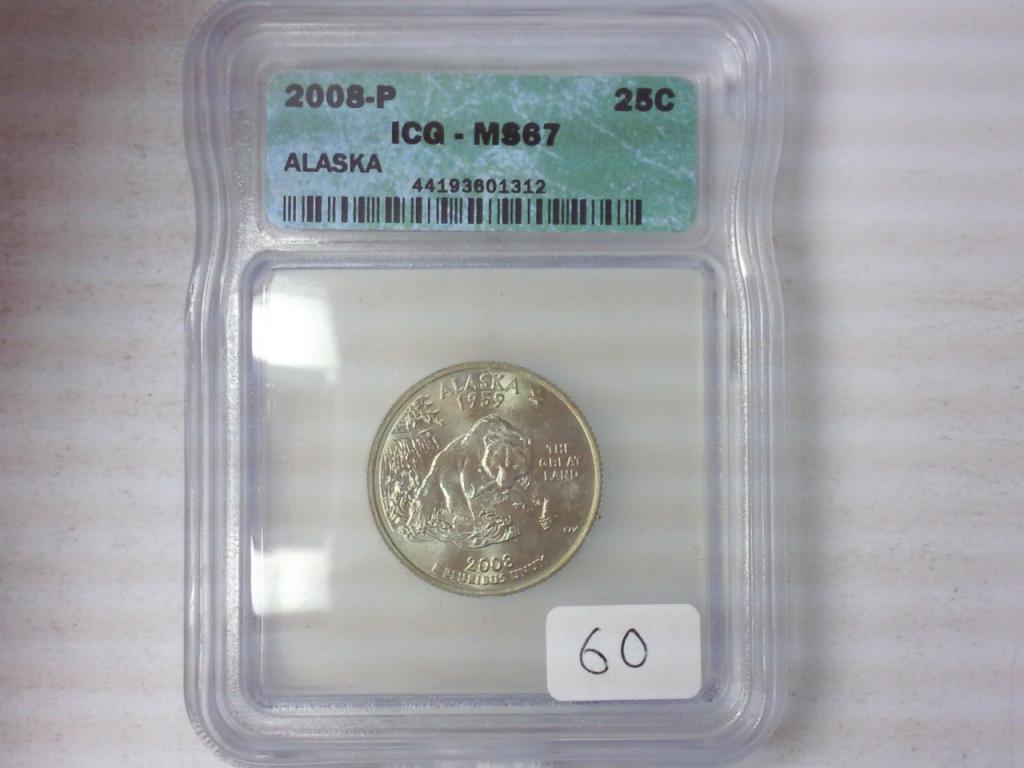 2008-P 25C
ICG - MS67
ALASKA
44193601312
ALASKA
1959
THE
GREAT
LAND
2008
E PLURIBUS UNUM
60